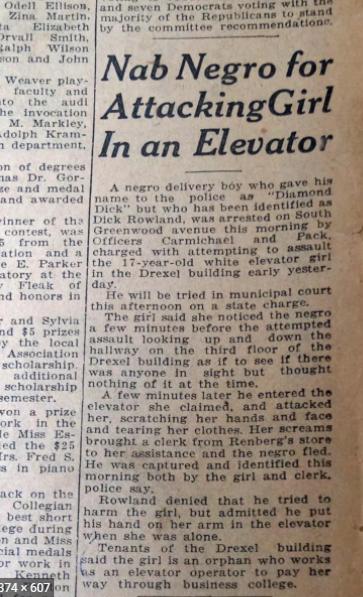 Odell Ellison,
Zina Martin,
Elizabeth
Orvall Smith,
Ralph Wilson
son and John
Weaver play-
faculty and
to the audi
the invocation
M. Markley.
Adolph Kram-
department.
on of degrees
has Dr. Gor-
and medal
and awarded
winner of the
contest, was
from the
ation and a
E. Parker
atory at the
Fleak of
nd honors in
and Sylvia
nd $5 prizes
by the local
Association
scholarship.
additional
scholarship
semester.
won a prize
work in the
le Miss Es-
led the $25
Mrs. Fred S.
s in piano
ack on the
Collegian
best short
lege during
on and Miss
cial medals
or work in
Kenneth
on
and seven Democrats voting with the
majority of the Republicans to stand
by the committee recommendations.
Nab Negro for
Attacking Girl
In an Elevator
A negro delivery boy who gave his
name to the police as "Diamond
Dick" but who has been identified as
Dick Rowland, was arrested on South
Greenwood avenue this morning by
Officers Carmichael and Pack,
charged with attempting to assault
the 17-year-old white elevator girl
in the Drexel building early yester-
day.
He will be tried in municipal court
this afternoon on a state charge.
The girl said she noticed the negro
a few minutes before the attempted
assault looking up and down the
hallway on the third floor of the
Drexel building as if to see if there
was anyone in sight but thought
nothing of it at the time.
A few minutes later he entered the
elevator she claimed, and attacked
her, scratching her hands and face
and tearing her clothes. Her screams
brought a clerk from Renberg's store
to her assistance and the negro fled.
He was captured and identified this
morning both by the girl and clerk,
police say.
Rowland denied that he tried to
harm the girl, but admitted he put
his hand on her arm in the elevator
when she was alone.
Tenants of the Drexel building
said the girl is an orphan who works
as an elevator operator to pay her
way through business college.
374 × 607